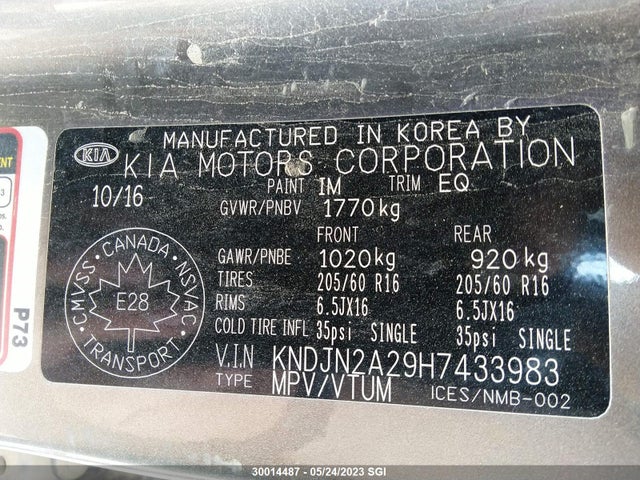 MANUFACTURED IN KOREA BY
KIA KIA MOTORS CORPORATION
10/16 PAINT IM TRIM EQ
GVWR/PNBV 1770kg
FRONT REAR
GAWR/PNBE 1020kg 920kg
TIRES 205/60 R16 205/60 R16
RIMS 6.5JX16 6.5JX16
COLD TIRE INFL 35psi SINGLE 35psi SINGLE
V.I.N KNDJN2A29H7433983
TYPE MPV/VTUM ICES/NMB-002
CANADA
CMVSS NSVAC
E28
TRANSPORT
P73
3
30014487 - 05/24/2023 SGI